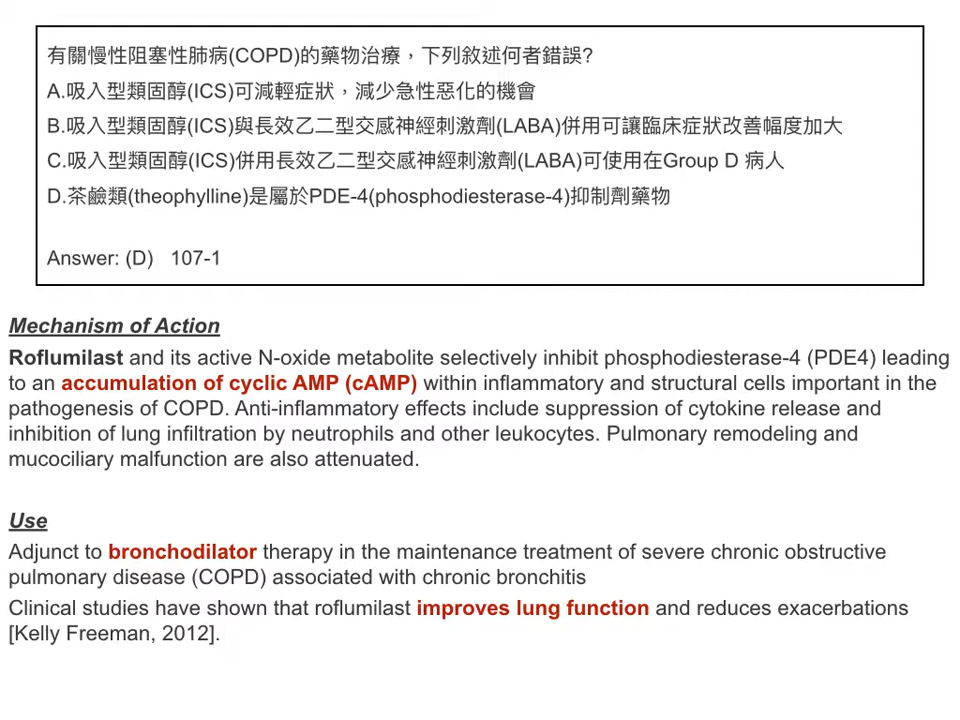 有關慢性阻塞性肺病(COPD)的藥物治療，下列敘述何者錯誤?
A.吸入型類固醇(ICS)可減輕症狀，減少急性惡化的機會
B.吸入型類固醇(ICS)與長效乙二型交感神經刺激劑(LABA)併用可讓臨床症狀改善幅度加大
C.吸入型類固醇(ICS)併用長效乙二型交感神經刺激劑(LABA)可使用在Group D 病人
D.茶鹼類(theophylline)是屬於PDE-4(phosphodiesterase-4)抑制劑藥物
Answer: (D) 107-1
Mechanism of Action
Roflumilast and its active N-oxide metabolite selectively inhibit phosphodiesterase-4 (PDE4) leading
to an accumulation of cyclic AMP (cAMP) within inflammatory and structural cells important in the
pathogenesis of COPD. Anti-inflammatory effects include suppression of cytokine release and
inhibition of lung infiltration by neutrophils and other leukocytes. Pulmonary remodeling and
mucociliary malfunction are also attenuated.
Use
Adjunct to bronchodilator therapy in the maintenance treatment of severe chronic obstructive
pulmonary disease (COPD) associated with chronic bronchitis
Clinical studies have shown that roflumilast improves lung function and reduces exacerbations
[Kelly Freeman, 2012].